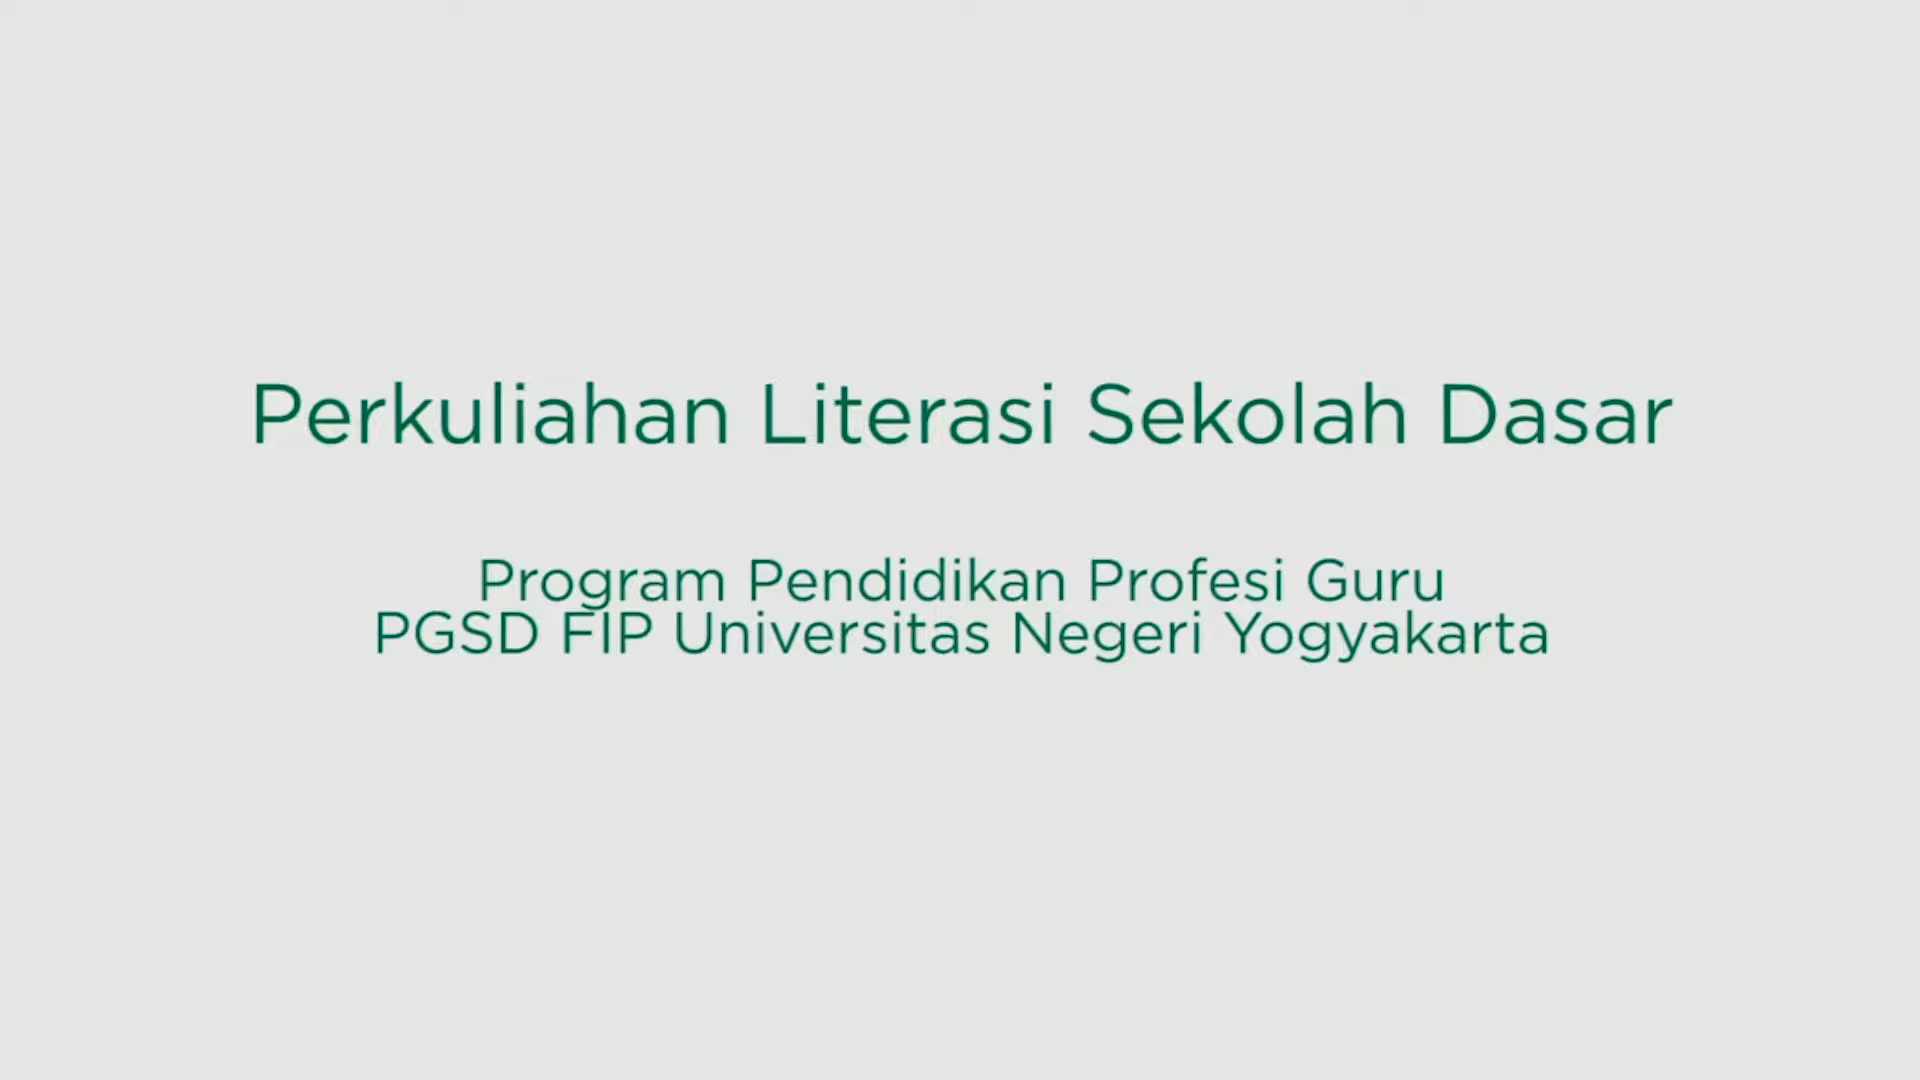 Perkuliahan Literasi Sekolah Dasar
Program Pendidikan Profesi Guru
PGSD FIP Universitas Negeri Yogyakarta